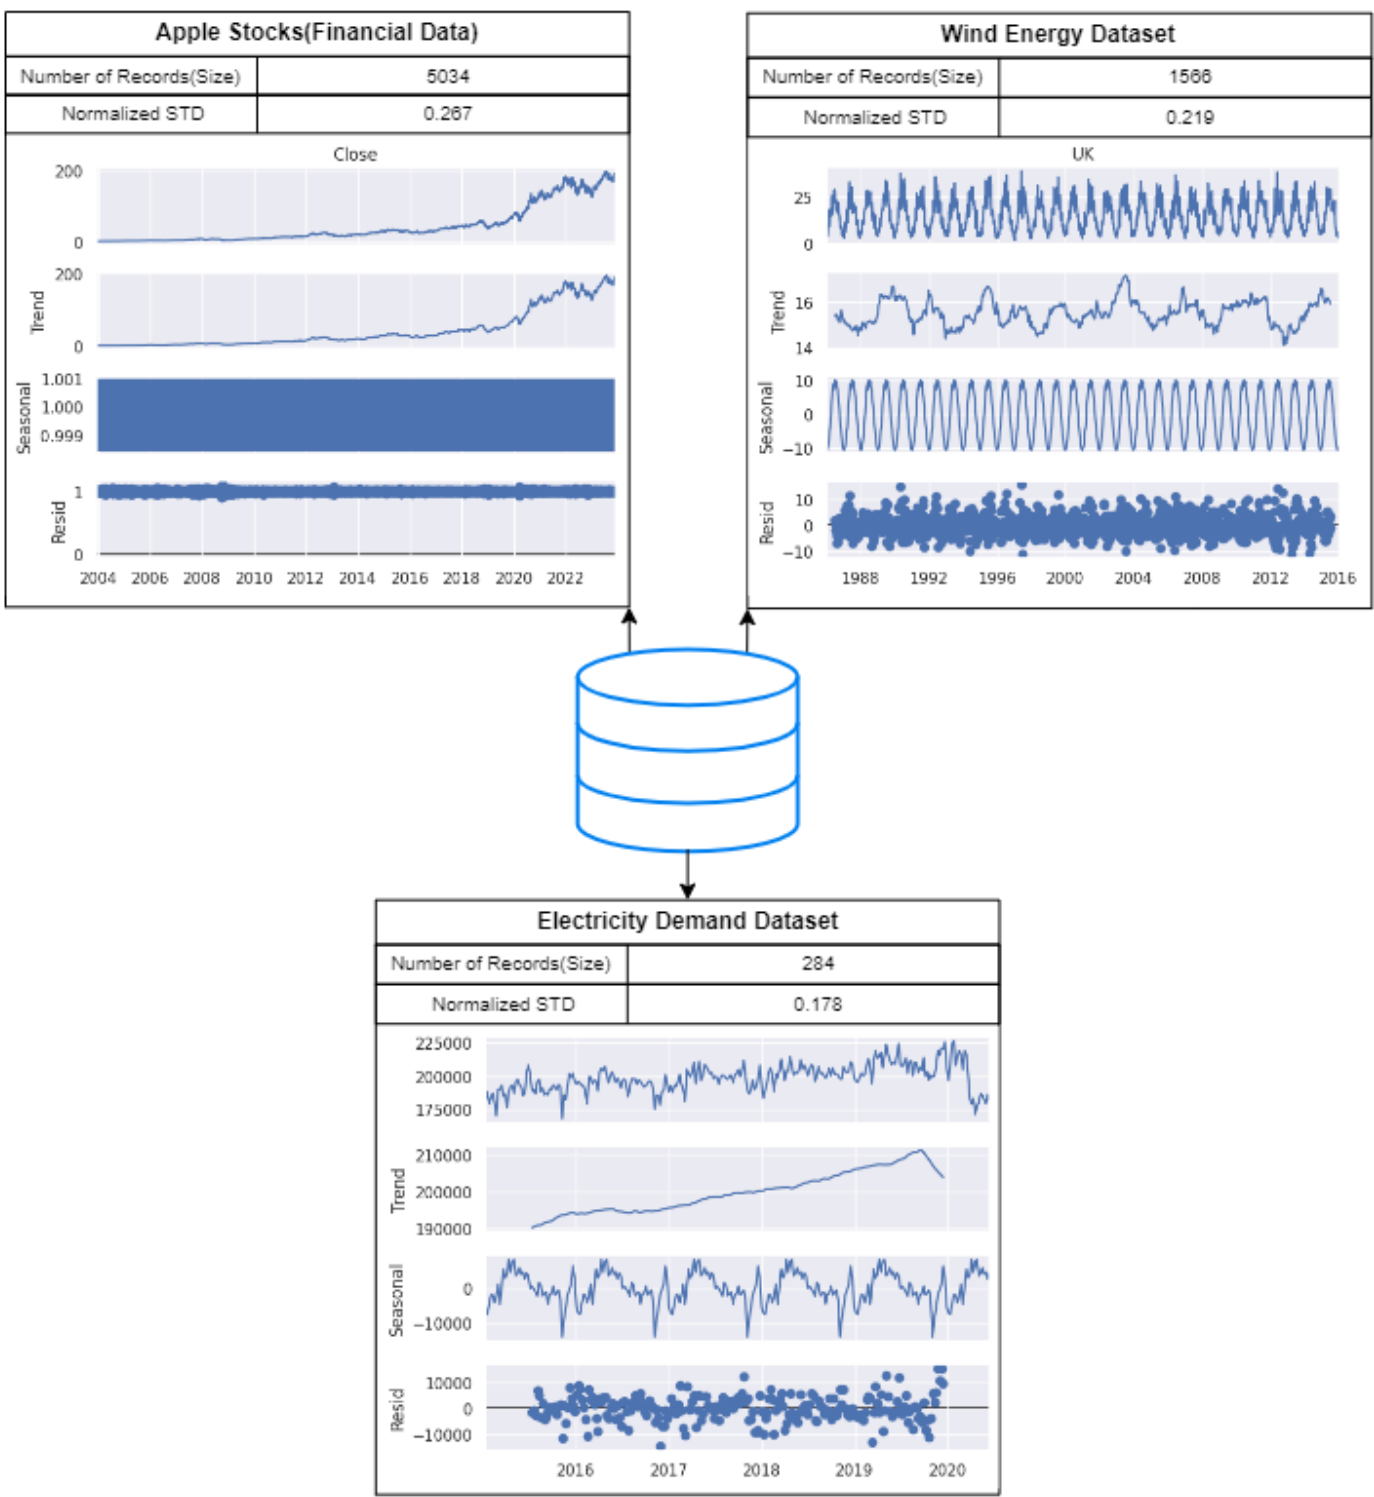 Apple Stocks(Financial Data)
Number of Records(Size) 5034
Normalized STD 0.267
Close
200
0
Trend
200
0
Seasonal
1.001
1.000
0.999
Resid
1
0
2004 2006 2008 2010 2012 2014 2016 2018 2020 2022
Wind Energy Dataset
Number of Records(Size) 1566
Normalized STD 0.219
UK
25
0
Trend
16
14
Seasonal
10
0
−10
Resid
10
0
−10
1988 1992 1996 2000 2004 2008 2012 2016
Electricity Demand Dataset
Number of Records(Size) 284
Normalized STD 0.178
225000
200000
175000
Trend
210000
200000
190000
Seasonal
0
−10000
Resid
10000
0
−10000
2016 2017 2018 2019 2020